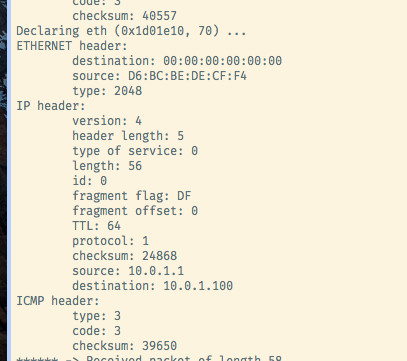 code: 3
checksum: 40557
Declaring eth (0x1d01e10, 70) ...
ETHERNET header:
destination: 00:00:00:00:00:00
source: D6:BC:BE:DE:CF:F4
type: 2048
IP header:
version: 4
header length: 5
type of service: 0
length: 56
id: 0
fragment flag: DF
fragment offset: 0
TTL: 64
protocol: 1
checksum: 24868
source: 10.0.1.1
destination: 10.0.1.100
ICMP header:
type: 3
code: 3
checksum: 39650
****** -> Received packet of length 58